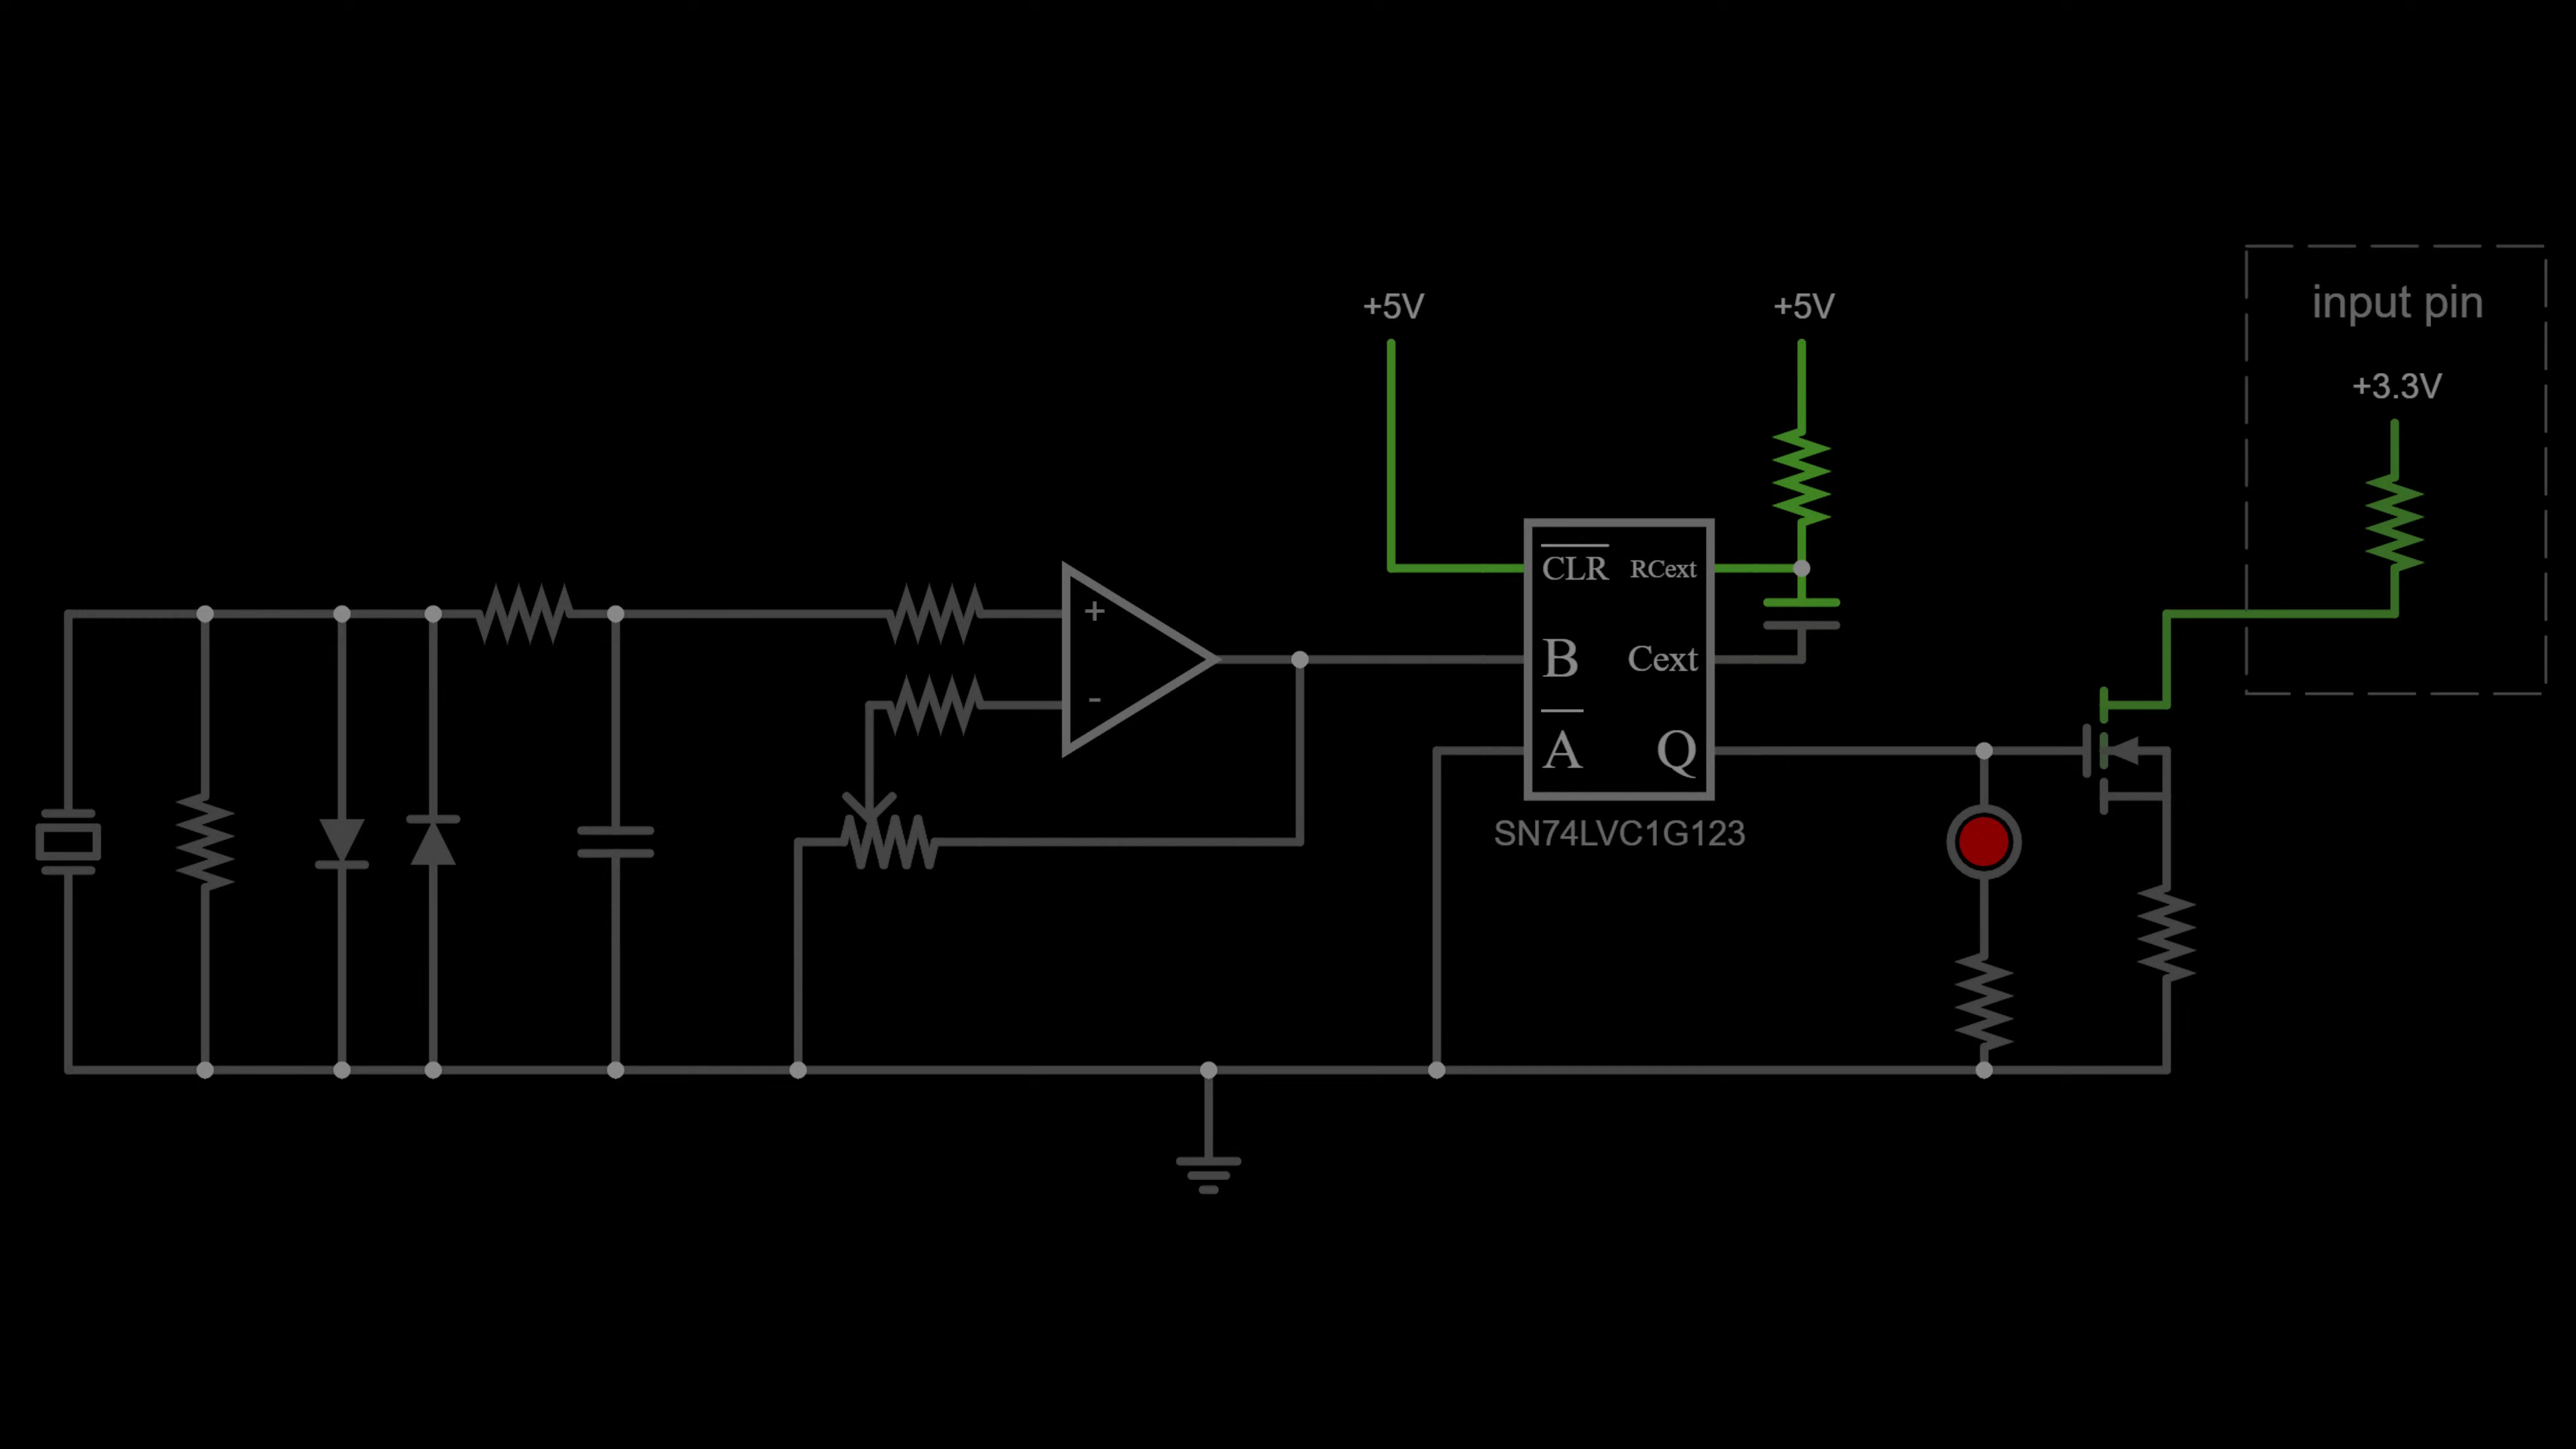 input pin
+5V
+5V
+3.3V
CLR RCext
+
B Cext
-
A Q
SN74LVC1G123